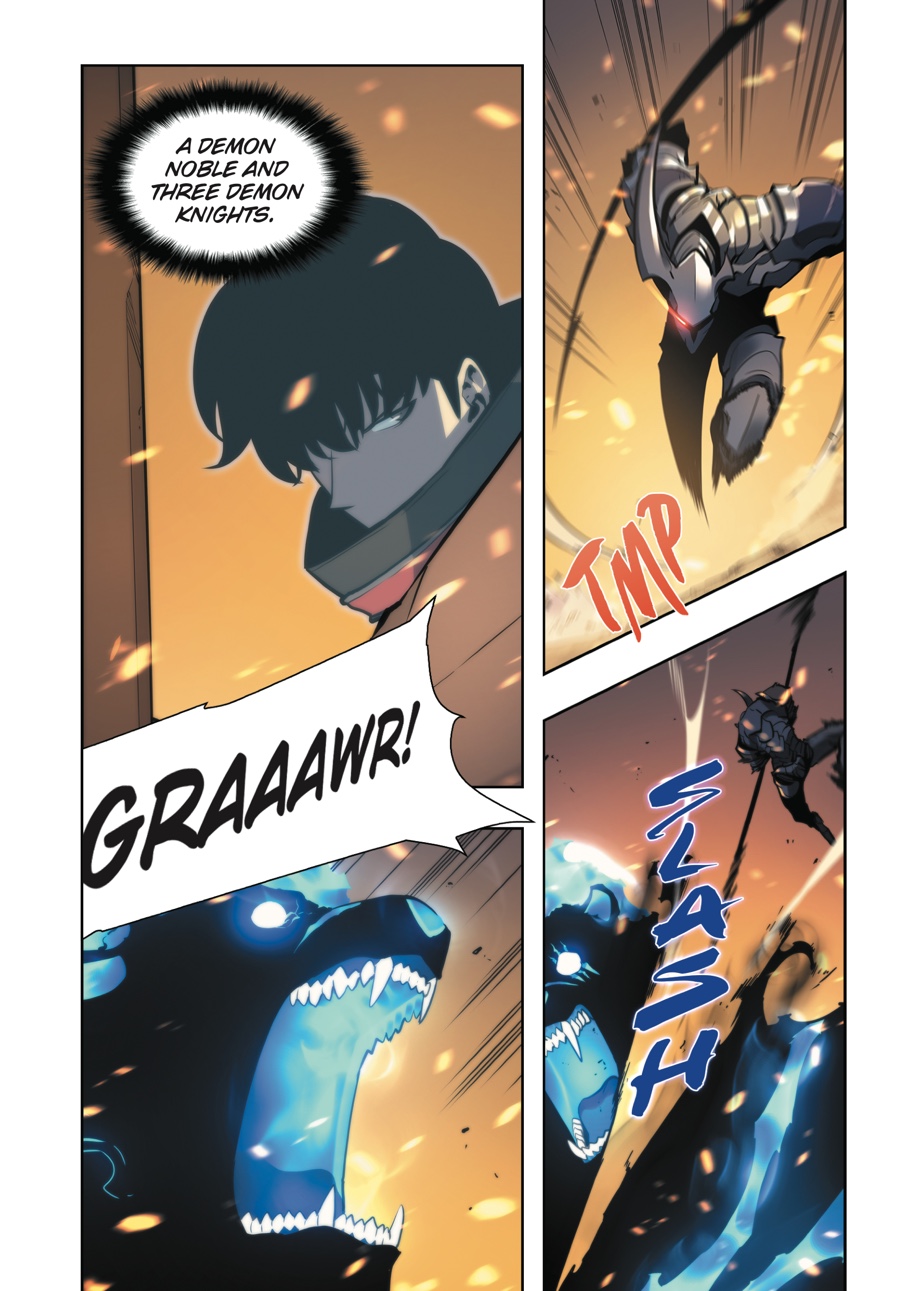 A DEMON
NOBLE AND
THREE DEMON
KNIGHTS.
GRAAAWR!
TMP
SLASH